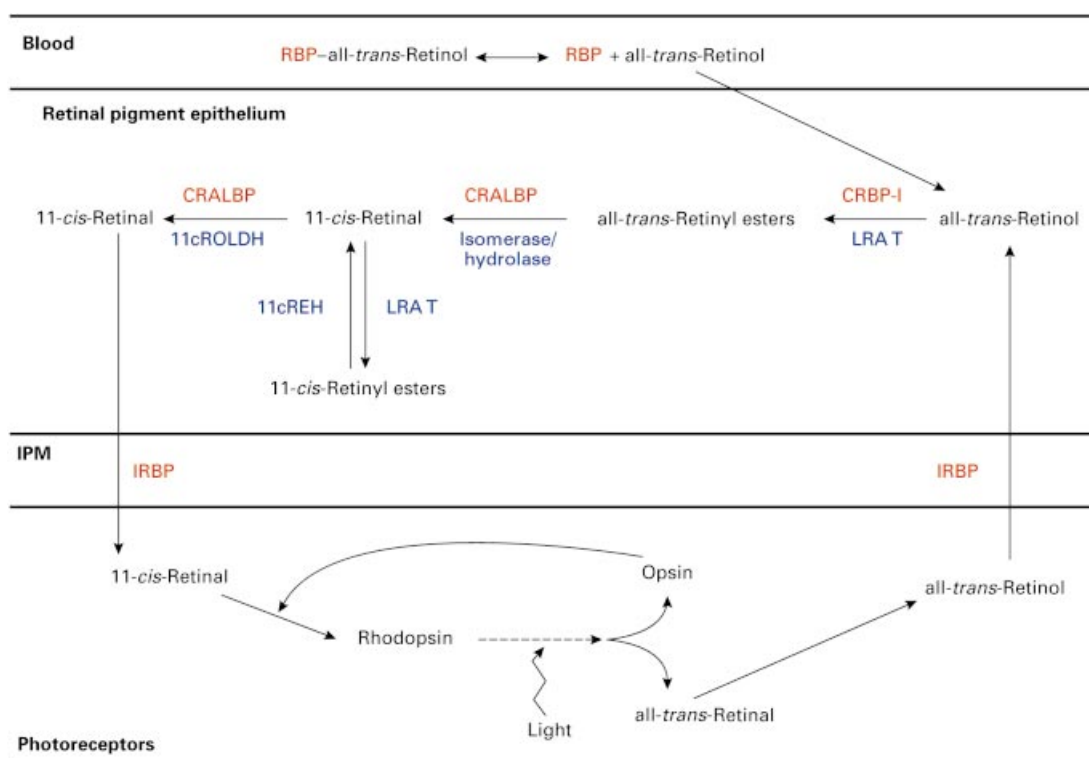 Blood
RBP–all-trans-Retinol
RBP + all-trans-Retinol
Retinal pigment epithelium
CRALBP
CRALBP
CRBP-I
11-cis-Retinal
11-cis-Retinal
all-trans-Retinyl esters
all-trans-Retinol
11cROLDH
Isomerase/
hydrolase
LRA T
11cREH
LRA T
11-cis-Retinyl esters
IPM
IRBP
IRBP
11-cis-Retinal
Opsin
all-trans-Retinol
Rhodopsin
all-trans-Retinal
Light
Photoreceptors